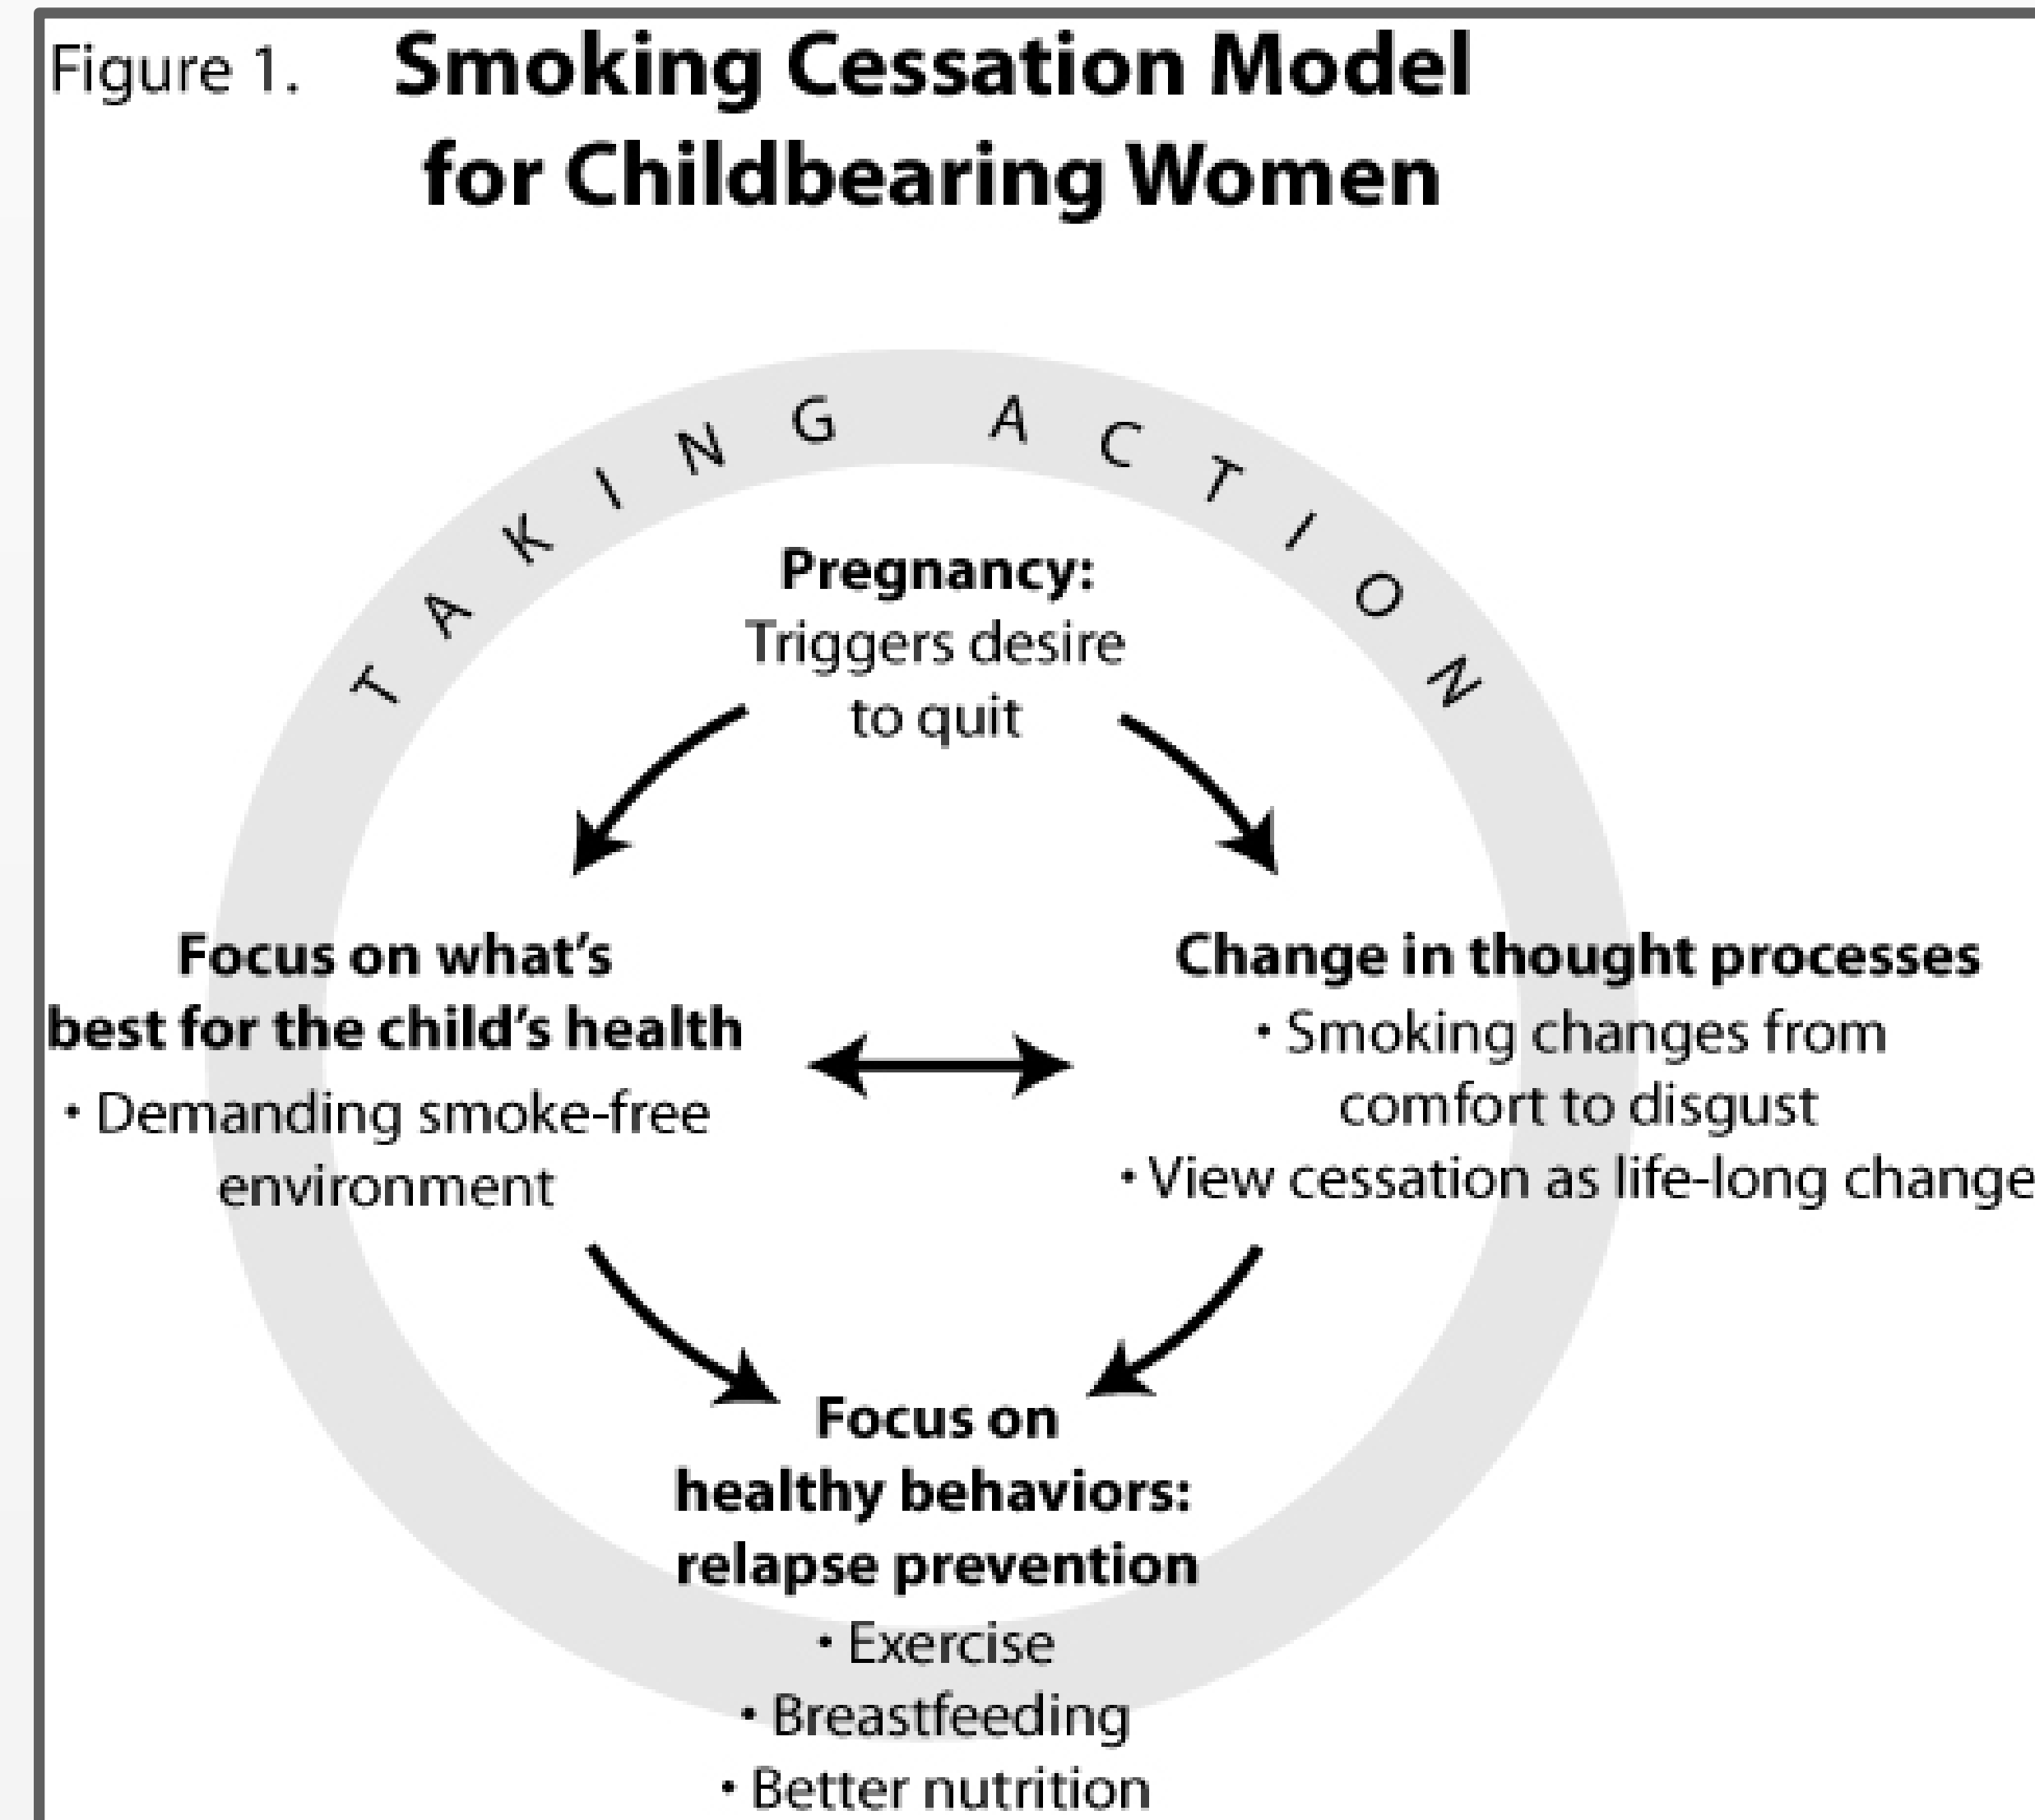 Figure 1. Smoking Cessation Model
for Childbearing Women
TAKING ACTION
Pregnancy:
Triggers desire
to quit
Focus on what’s
best for the child’s health
• Demanding smoke-free
environment
Change in thought processes
• Smoking changes from
comfort to disgust
• View cessation as life-long change
Focus on
healthy behaviors:
relapse prevention
• Exercise
• Breastfeeding
• Better nutrition